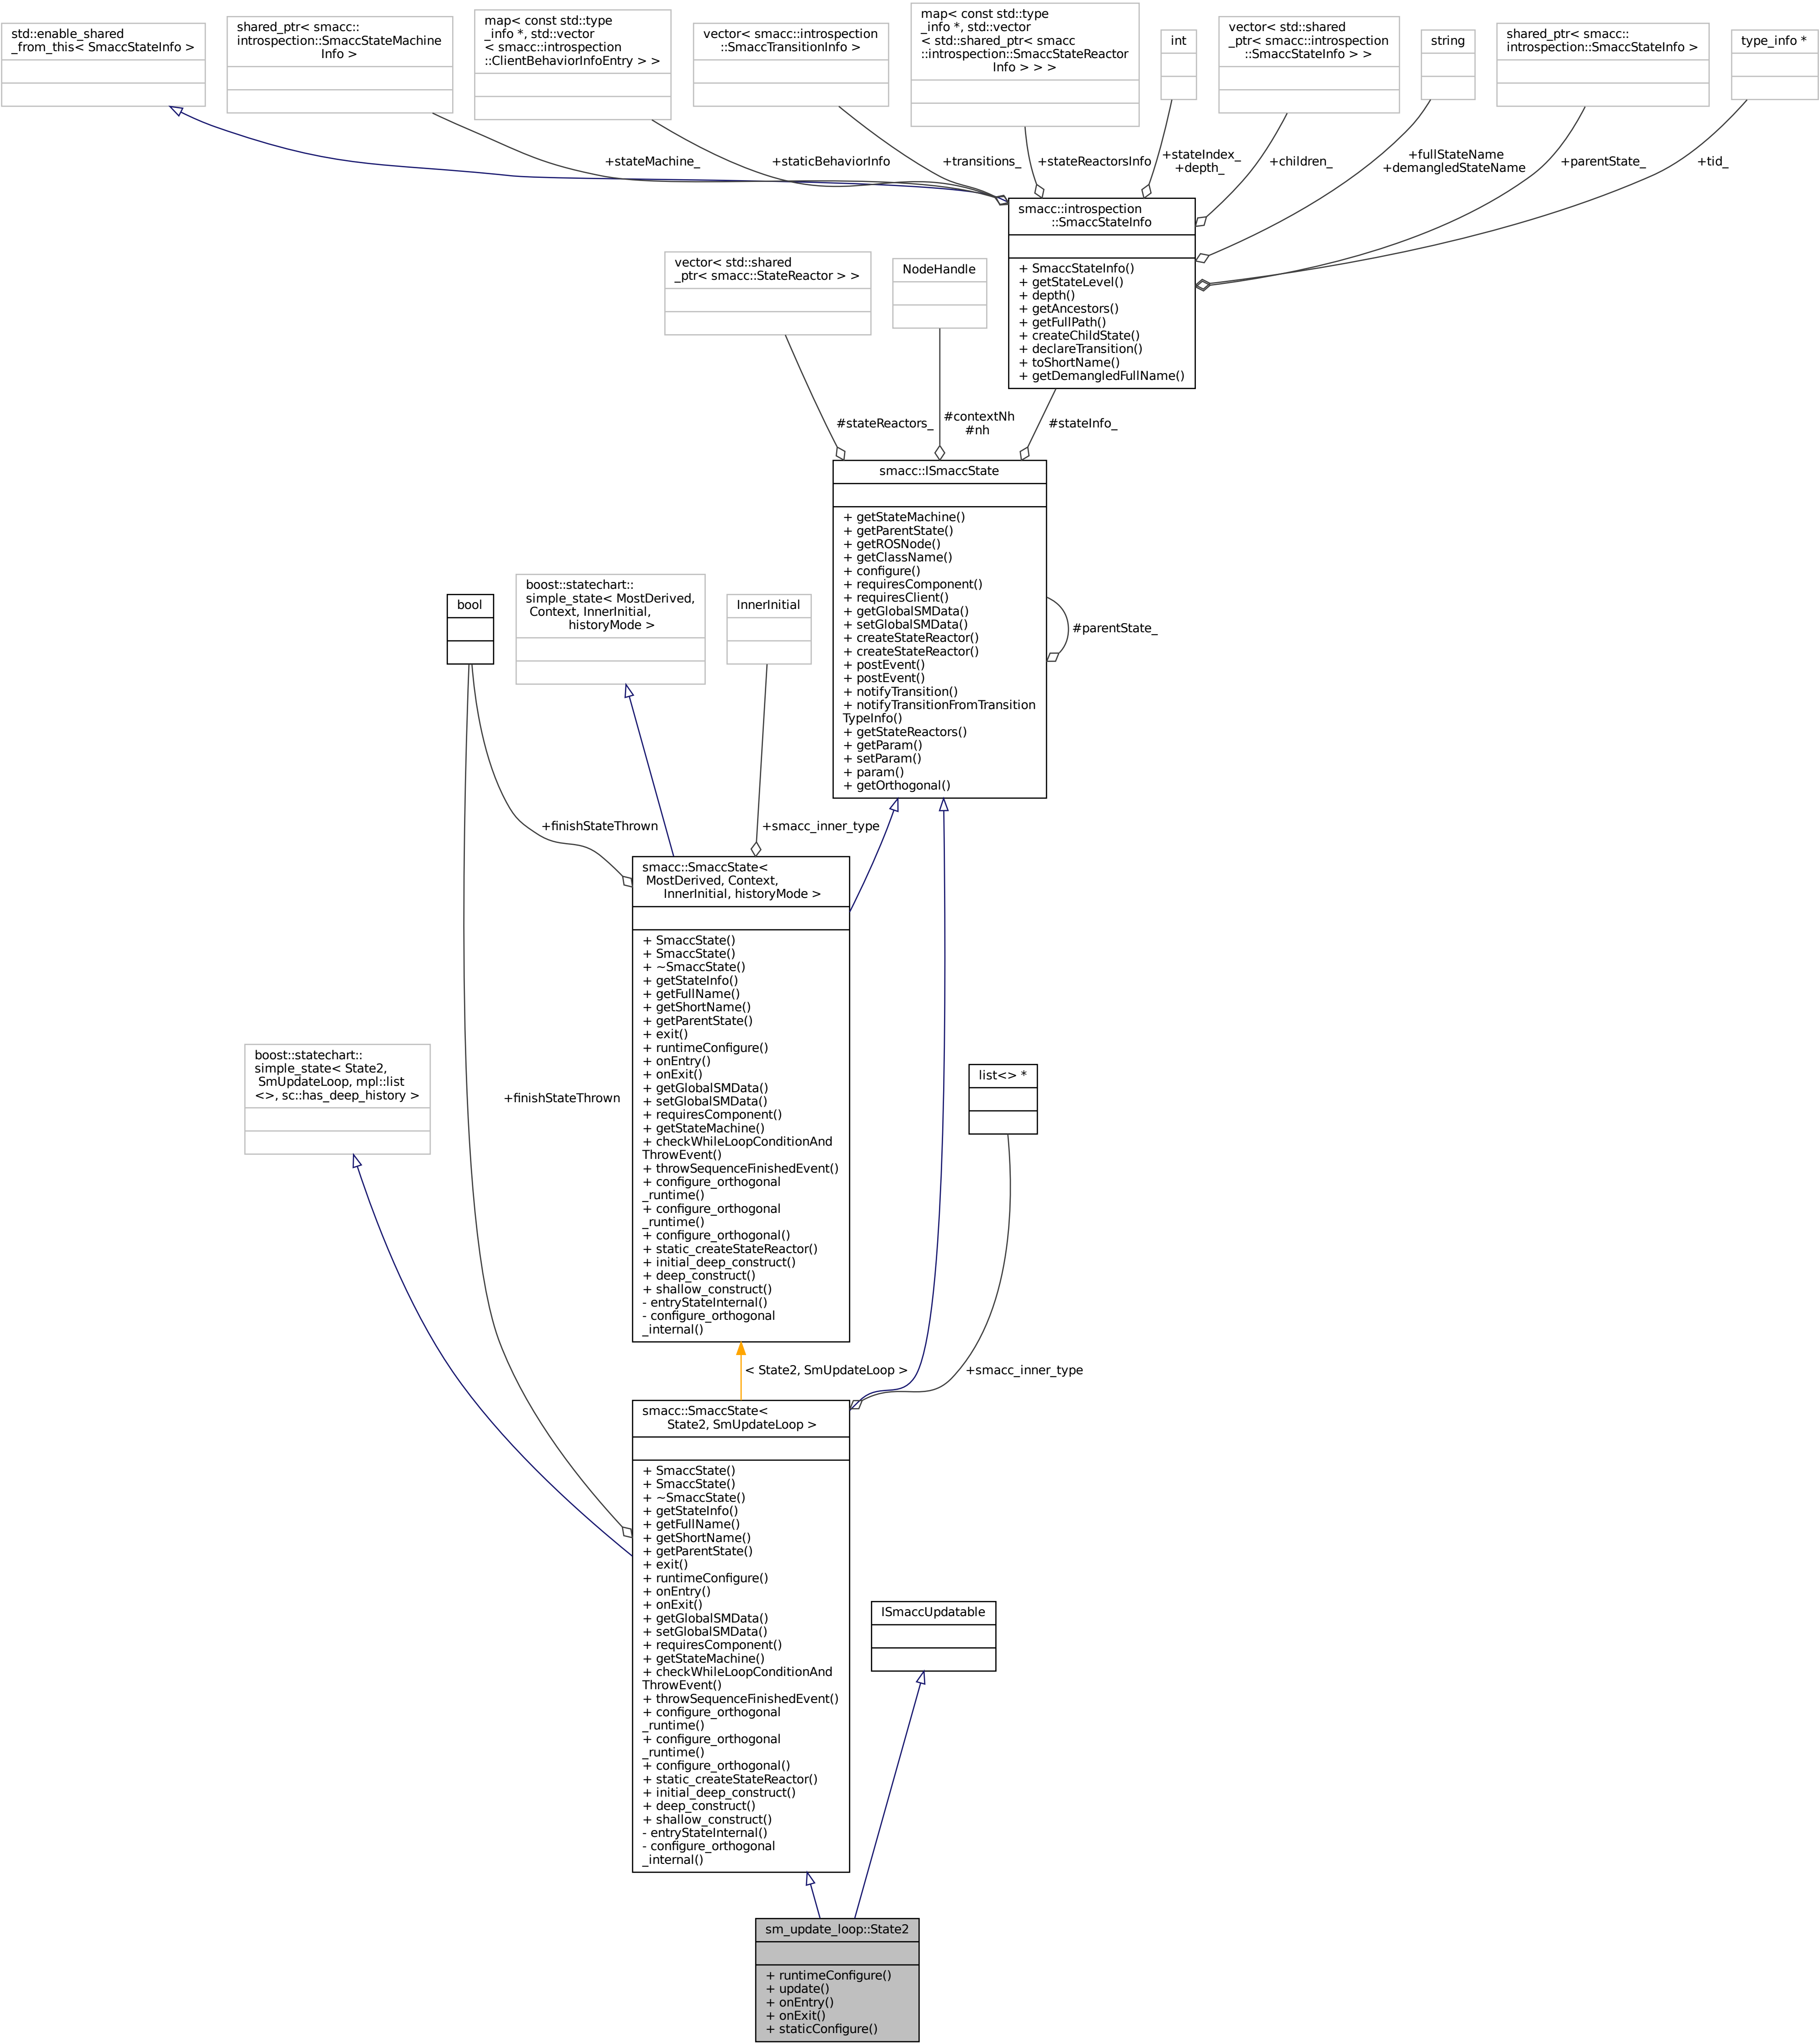 std::enable_shared
_from_this< SmaccStateInfo >
shared_ptr< smacc::
introspection::SmaccStateMachine
Info >
map< const std::type
_info *, std::vector
< smacc::introspection
::ClientBehaviorInfoEntry > >
vector< smacc::introspection
::SmaccTransitionInfo >
map< const std::type
_info *, std::vector
< std::shared_ptr< smacc
::introspection::SmaccStateReactor
Info > > >
int
vector< std::shared
_ptr< smacc::introspection
::SmaccStateInfo > >
string
shared_ptr< smacc::
introspection::SmaccStateInfo >
type_info *
+stateMachine_
+staticBehaviorInfo
+transitions_
+stateReactorsInfo
+stateIndex_
+depth_
+children_
+fullStateName
+demangledStateName
+parentState_
+tid_
smacc::introspection
::SmaccStateInfo
+ SmaccStateInfo()
+ getStateLevel()
+ depth()
+ getAncestors()
+ getFullPath()
+ createChildState()
+ declareTransition()
+ toShortName()
+ getDemangledFullName()
vector< std::shared
_ptr< smacc::StateReactor > >
NodeHandle
#stateReactors_
#contextNh
#nh
#stateInfo_
smacc::ISmaccState
+ getStateMachine()
+ getParentState()
+ getROSNode()
+ getClassName()
+ configure()
+ requiresComponent()
+ requiresClient()
+ getGlobalSMData()
+ setGlobalSMData()
+ createStateReactor()
+ createStateReactor()
+ postEvent()
+ postEvent()
+ notifyTransition()
+ notifyTransitionFromTransition
TypeInfo()
+ getStateReactors()
+ getParam()
+ setParam()
+ param()
+ getOrthogonal()
#parentState_
bool
boost::statechart::
simple_state< MostDerived,
Context, InnerInitial,
historyMode >
InnerInitial
+finishStateThrown
+smacc_inner_type
smacc::SmaccState<
MostDerived, Context,
InnerInitial, historyMode >
+ SmaccState()
+ SmaccState()
+ ~SmaccState()
+ getStateInfo()
+ getFullName()
+ getShortName()
+ getParentState()
+ exit()
+ runtimeConfigure()
+ onEntry()
+ onExit()
+ getGlobalSMData()
+ setGlobalSMData()
+ requiresComponent()
+ getStateMachine()
+ checkWhileLoopConditionAnd
ThrowEvent()
+ throwSequenceFinishedEvent()
+ configure_orthogonal
_runtime()
+ configure_orthogonal
_runtime()
+ configure_orthogonal()
+ static_createStateReactor()
+ initial_deep_construct()
+ deep_construct()
+ shallow_construct()
- entryStateInternal()
- configure_orthogonal
_internal()
boost::statechart::
simple_state< State2,
SmUpdateLoop, mpl::list
<>, sc::has_deep_history >
+finishStateThrown
list<> *
< State2, SmUpdateLoop >
+smacc_inner_type
smacc::SmaccState<
State2, SmUpdateLoop >
+ SmaccState()
+ SmaccState()
+ ~SmaccState()
+ getStateInfo()
+ getFullName()
+ getShortName()
+ getParentState()
+ exit()
+ runtimeConfigure()
+ onEntry()
+ onExit()
+ getGlobalSMData()
+ setGlobalSMData()
+ requiresComponent()
+ getStateMachine()
+ checkWhileLoopConditionAnd
ThrowEvent()
+ throwSequenceFinishedEvent()
+ configure_orthogonal
_runtime()
+ configure_orthogonal
_runtime()
+ configure_orthogonal()
+ static_createStateReactor()
+ initial_deep_construct()
+ deep_construct()
+ shallow_construct()
- entryStateInternal()
- configure_orthogonal
_internal()
ISmaccUpdatable
sm_update_loop::State2
+ runtimeConfigure()
+ update()
+ onEntry()
+ onExit()
+ staticConfigure()